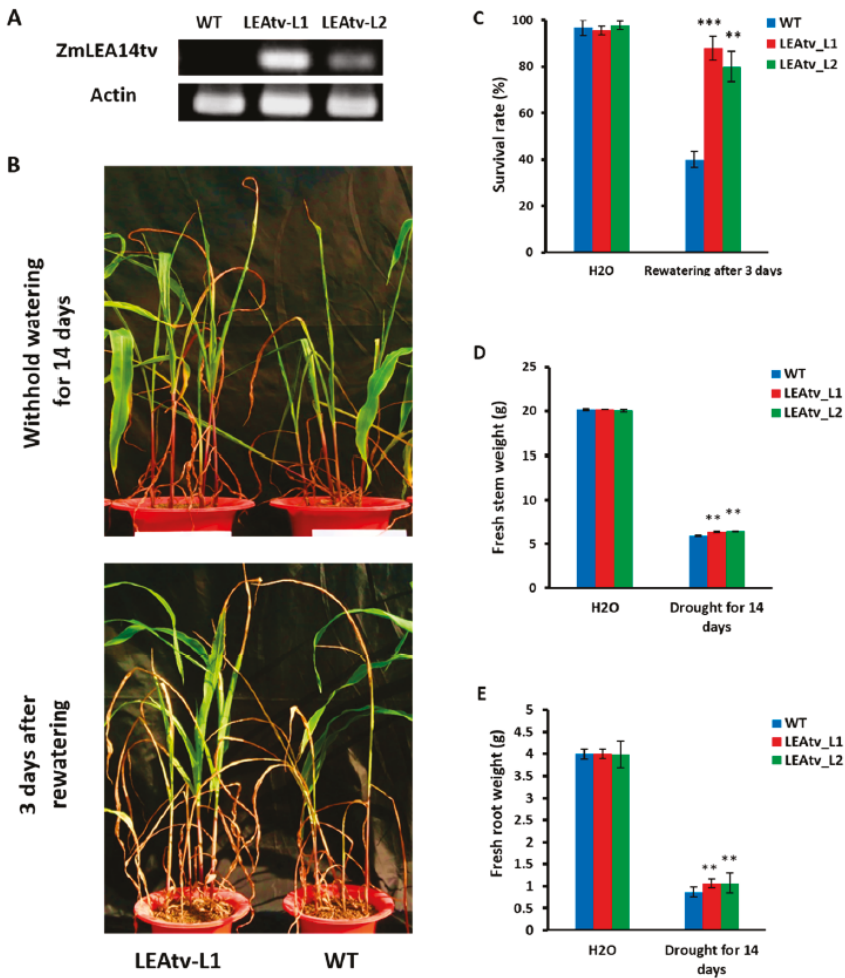 A
WT LEAtv-L1 LEAtv-L2
ZmLEA14tv
Actin
B
Withhold watering
for 14 days
3 days after
rewatering
LEAtv-L1 WT
C
WT
LEAtv_L1
LEAtv_L2
Survival rate (%)
100
80
60
40
20
0
***
**
H2O
Rewatering after 3 days
D
WT
LEAtv_L1
LEAtv_L2
Fresh stem weight (g)
25
20
15
10
5
0
** **
H2O
Drought for 14
days
E
WT
LEAtv_L1
LEAtv_L2
Fresh root weight (g)
5
4.5
4
3.5
3
2.5
2
1.5
1
0.5
0
** **
H2O
Drought for 14
days